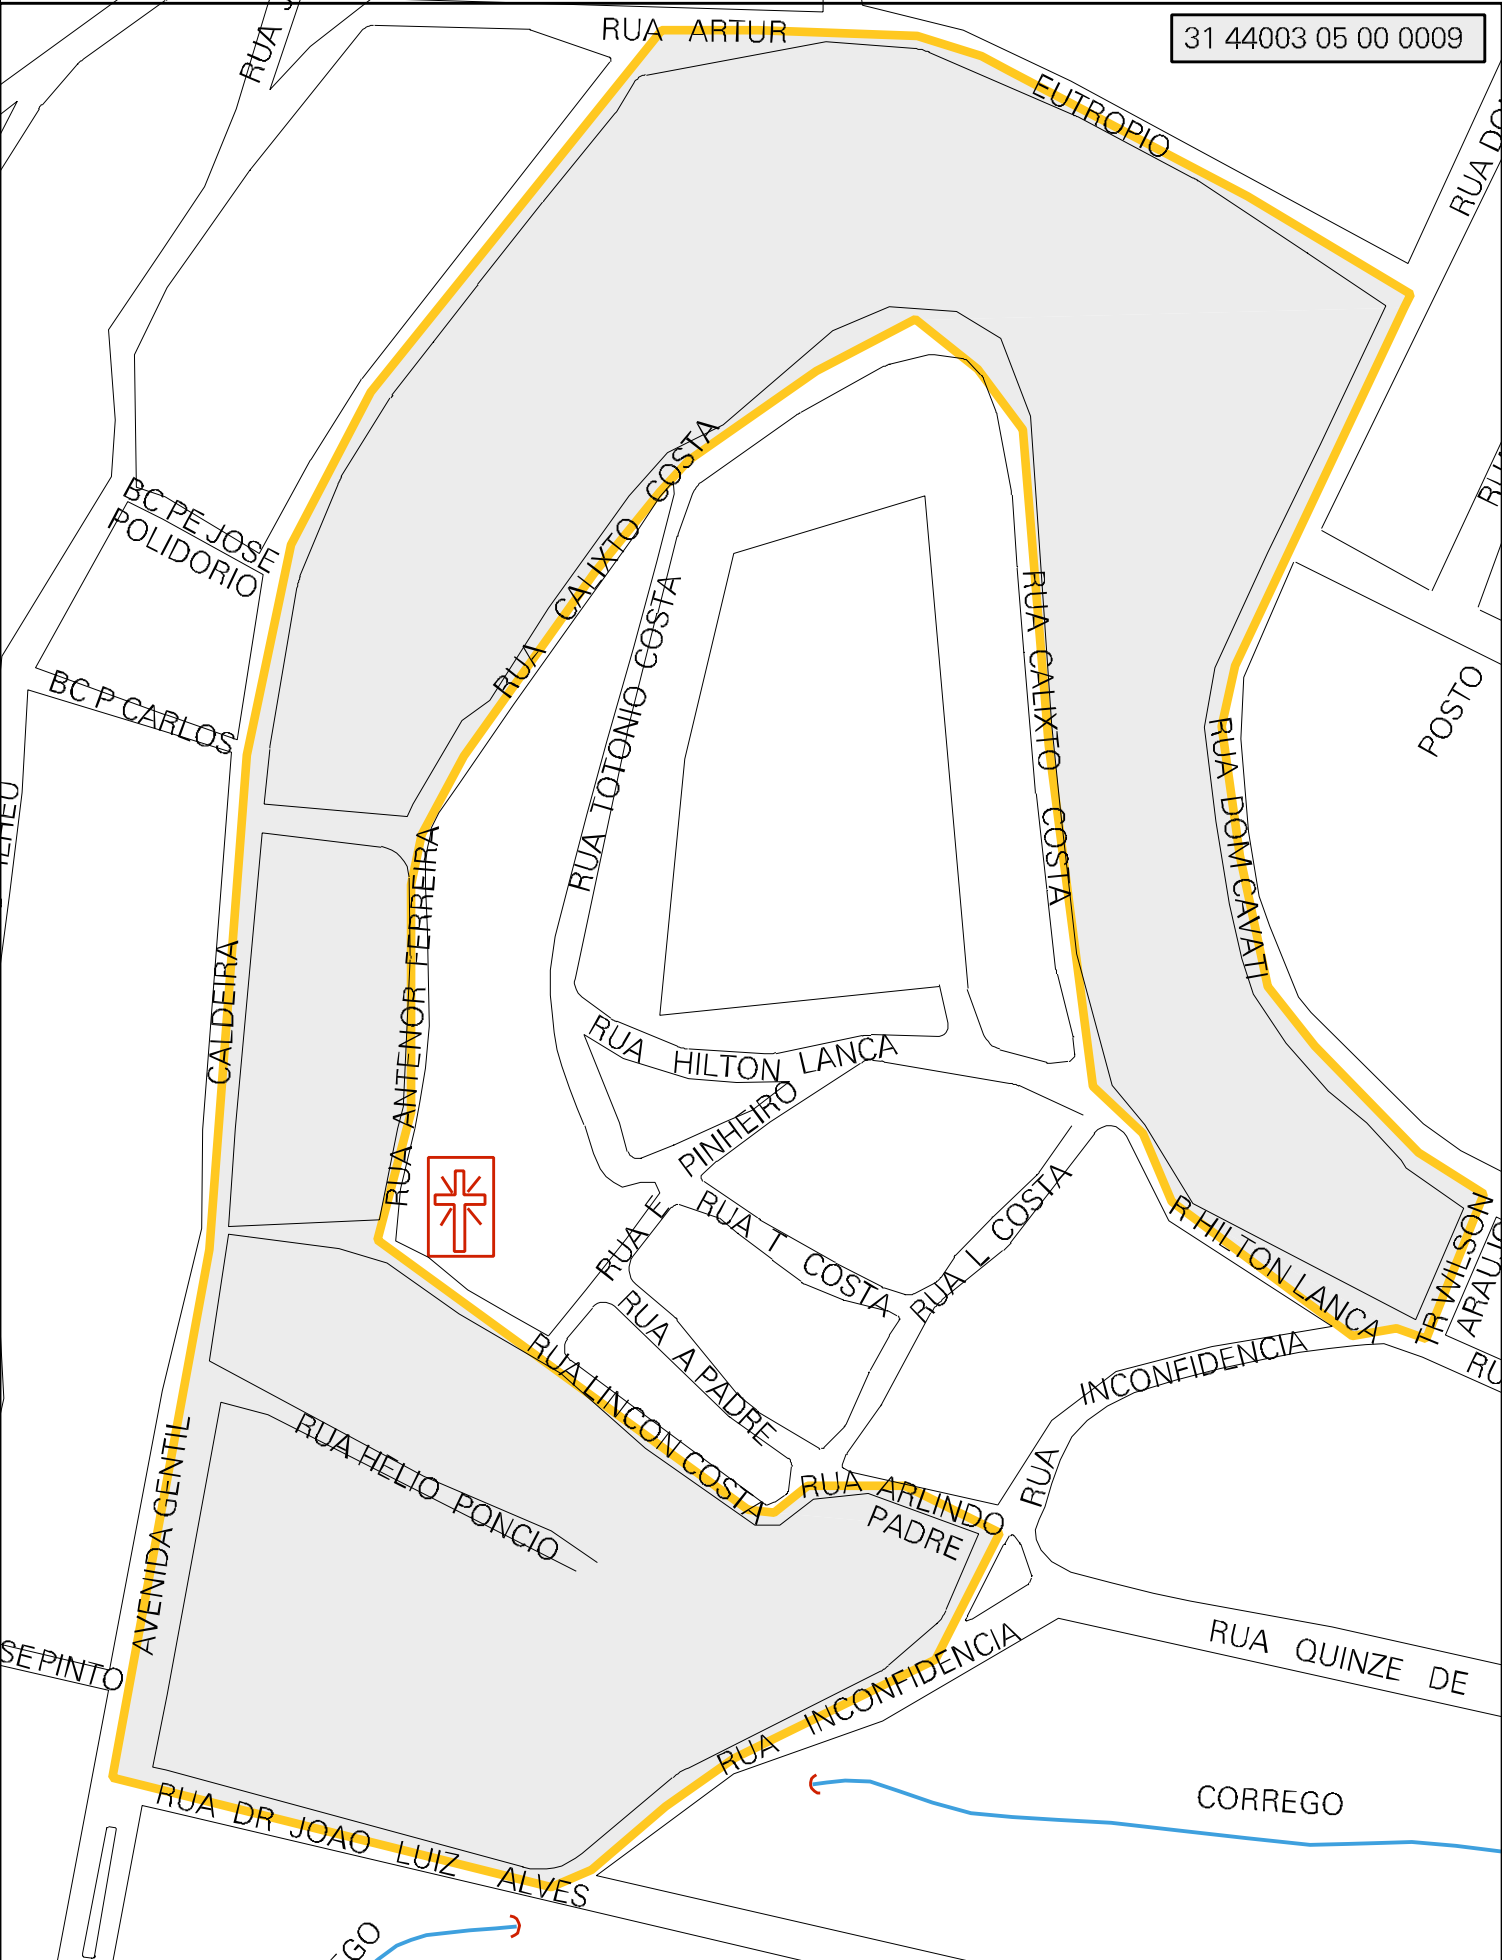 RUA ARTUR
31 44003 05 00 0009
RUA
EUTROPIO
RUA
BC PE JOSE
POLIDORIO
RUA CALIXTO COSTA
BC P CARLOS
RUA TOTONIO COSTA
RUA CALIXTO COSTA
POSTO
RUA DOM CAVATI
RUA ANTENOR FERREIRA
CALDEIRA
RUA HILTON LANCA
PINHEIRO
RUA T COSTA
RUA L COSTA
RUA
R HILTON LANCA
TR WILSON
ARAUJO
RUA A PADRE
RUA LINCON COSTA
INCONFIDENCIA
RUA
AVENIDA GENTIL
RUA HELIO PONCIO
RUA ARLINDO
PADRE
RUA INCONFIDENCIA
RUA QUINZE DE
SE PINTO
RUA DR JOAO LUIZ ALVES
CORREGO